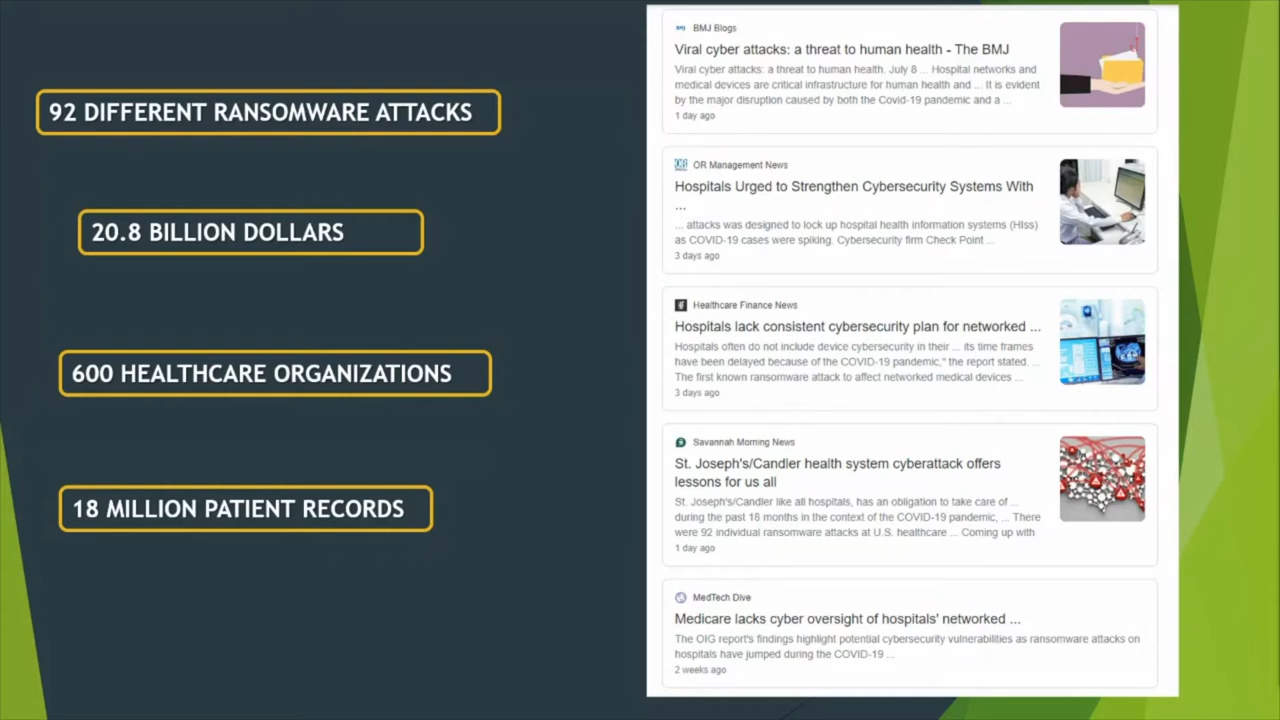 92 DIFFERENT RANSOMWARE ATTACKS
20.8 BILLION DOLLARS
600 HEALTHCARE ORGANIZATIONS
18 MILLION PATIENT RECORDS
BMJ Blogs
Viral cyber attacks: a threat to human health - The BMJ
Viral cyber attacks: a threat to human health. July 8 ... Hospital networks and
medical devices are critical infrastructure for human health and ... It is evident
by the major disruption caused by both the Covid-19 pandemic and a ...
1 day ago
OR Management News
Hospitals Urged to Strengthen Cybersecurity Systems With
...
... attacks was designed to lock up hospital health information systems (HIss)
as COVID-19 cases were spiking. Cybersecurity firm Check Point ...
3 days ago
Healthcare Finance News
Hospitals lack consistent cybersecurity plan for networked ...
Hospitals often do not include device cybersecurity in their ... its time frames
have been delayed because of the COVID-19 pandemic," the report stated. ...
The first known ransomware attack to affect networked medical devices ...
3 days ago
Savannah Morning News
St. Joseph's/Candler health system cyberattack offers
lessons for us all
St. Joseph's/Candler like all hospitals, has an obligation to take care of ...
during the past 18 months in the context of the COVID-19 pandemic, ... There
were 92 individual ransomware attacks at U.S. healthcare ... Coming up with
1 day ago
MedTech Dive
Medicare lacks cyber oversight of hospitals' networked ...
The OIG report's findings highlight potential cybersecurity vulnerabilities as ransomware attacks on
hospitals have jumped during the COVID-19 ...
2 weeks ago